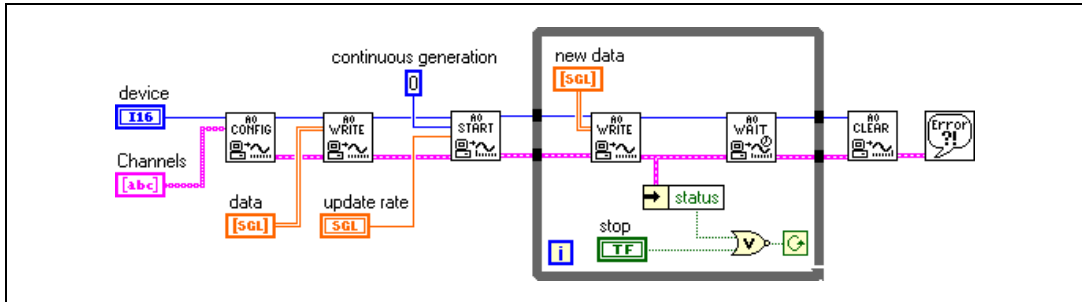 continuous generation
0
new data
[SGL]
device
I16
AO CONFIG
AO WRITE
AO START
AO WRITE
AO WAIT
AO CLEAR
Error ?!
Channels
[abc]
data
[SGL]
update rate
SGL
status
stop
TF
V
i